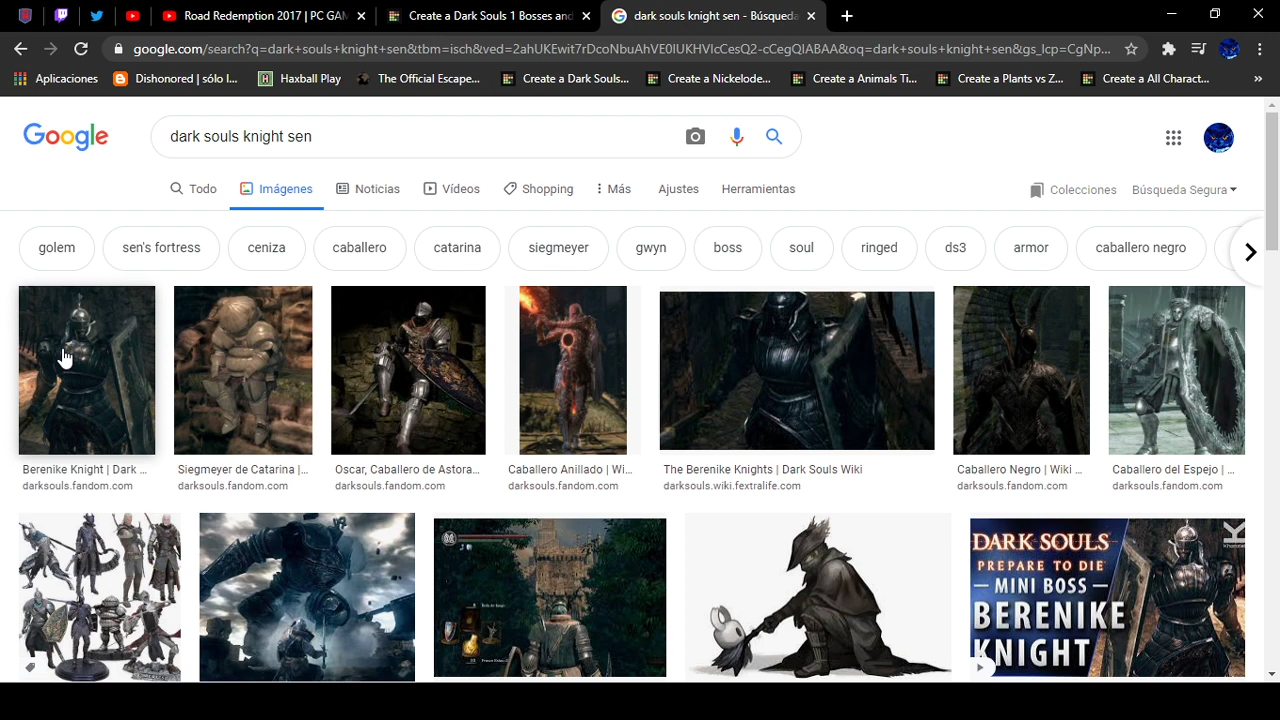 Road Redemption 2017 | PC GAM
Create a Dark Souls 1 Bosses and
dark souls knight sen - Búsqueda
google.com/search?q=dark+souls+knight+sen&tbm=isch&ved=2ahUKEwit7rDcoNbuAhVE0IUKHVIcCesQ2-cCegQIABAA&oq=dark+souls+knight+sen&gs_lcp=CgNp...
Aplicaciones
Dishonored | sólo l...
Haxball Play
The Official Escape...
Create a Dark Souls...
Create a Nickelode...
Create a Animals Ti...
Create a Plants vs Z...
Create a All Charact...
Google
dark souls knight sen
Todo
Imágenes
Noticias
Vídeos
Shopping
Más
Ajustes
Herramientas
Colecciones
Búsqueda Segura
golem
sen's fortress
ceniza
caballero
catarina
siegmeyer
gwyn
boss
soul
ringed
ds3
armor
caballero negro
Berenike Knight | Dark ...
darksouls.fandom.com
Siegmeyer de Catarina |...
darksouls.fandom.com
Oscar, Caballero de Astora...
darksouls.fandom.com
Caballero Anillado | Wi...
darksouls.fandom.com
The Berenike Knights | Dark Souls Wiki
darksouls.wiki.fextralife.com
Caballero Negro | Wiki ...
darksouls.fandom.com
Caballero del Espejo | ...
darksouls.fandom.com
DARK SOULS
PREPARE TO DIE
MINI BOSS
BERENIKE
KNIGHT